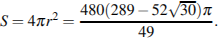 S = 4πr² = 480(289 − 52√30)π / 49.